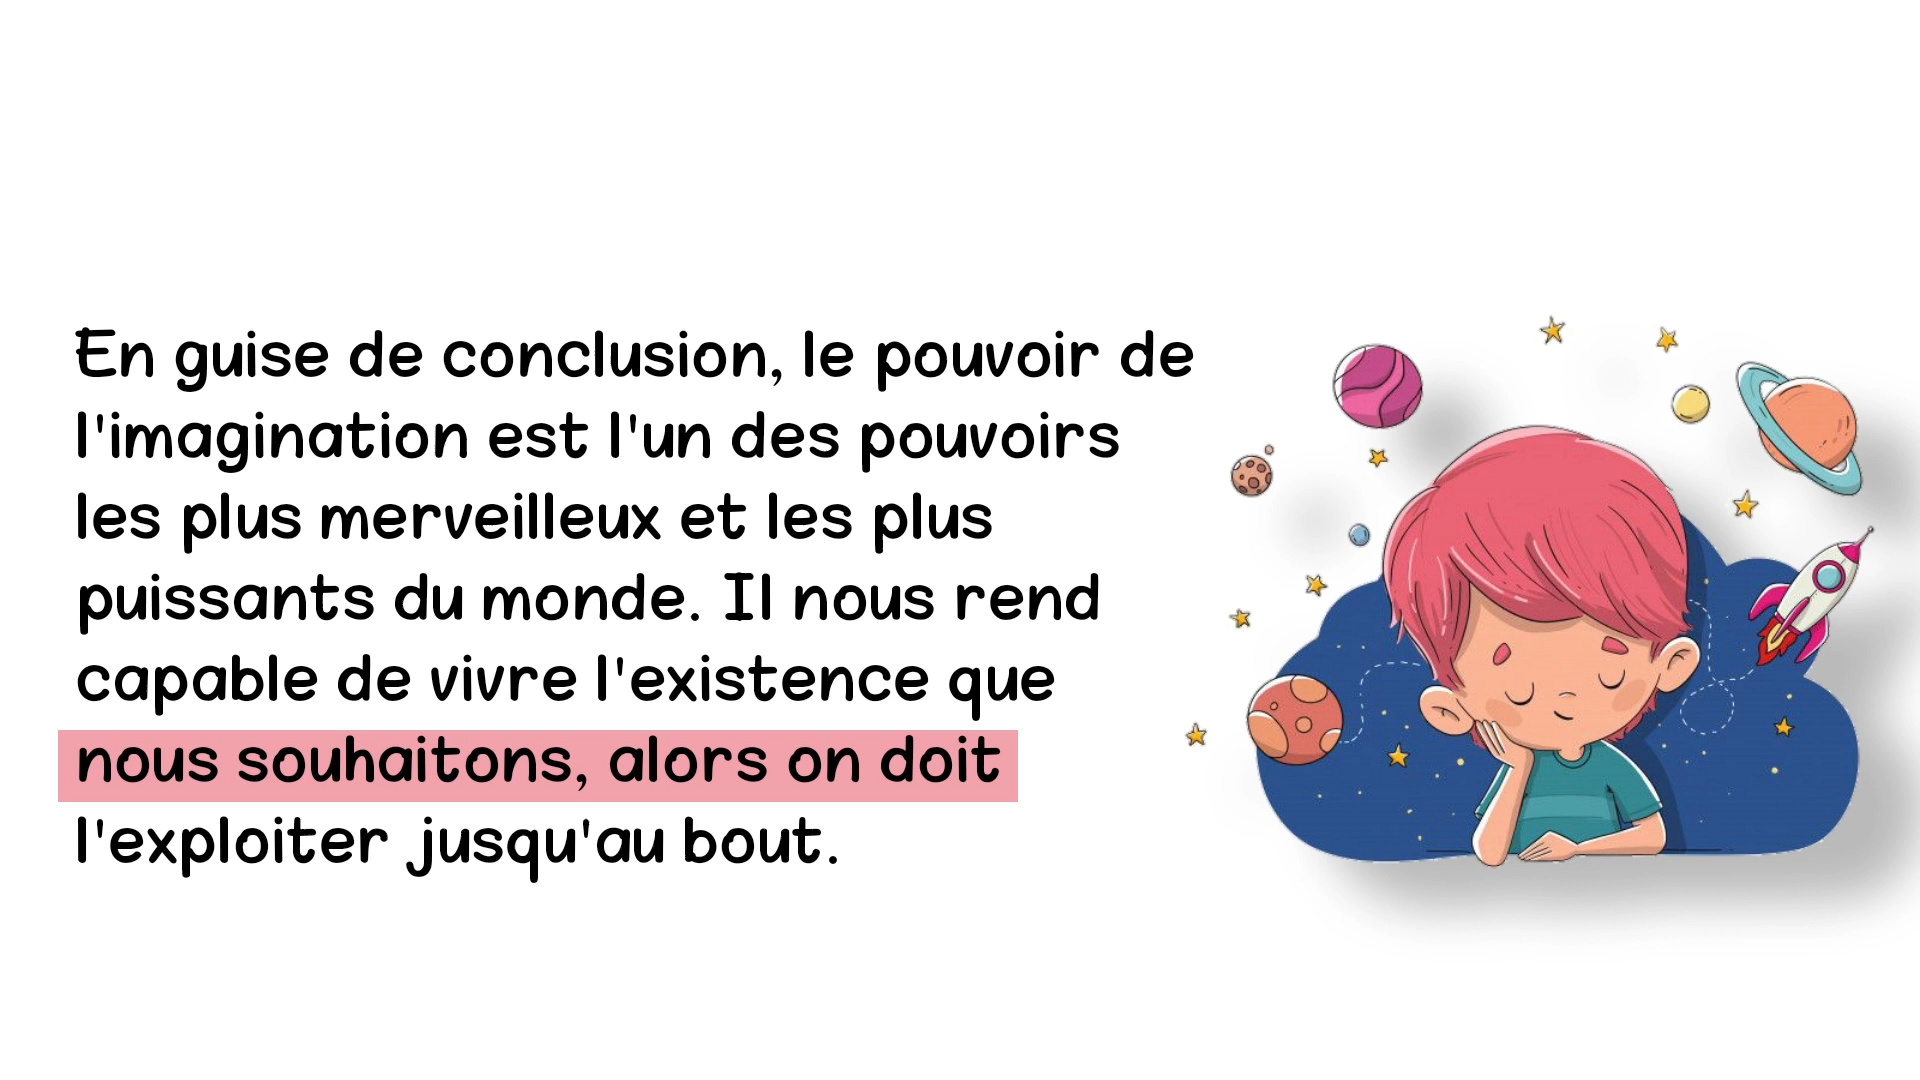 En guise de conclusion, le pouvoir de
l'imagination est l'un des pouvoirs
les plus merveilleux et les plus
puissants du monde. Il nous rend
capable de vivre l'existence que
nous souhaitons, alors on doit
l'exploiter jusqu'au bout.